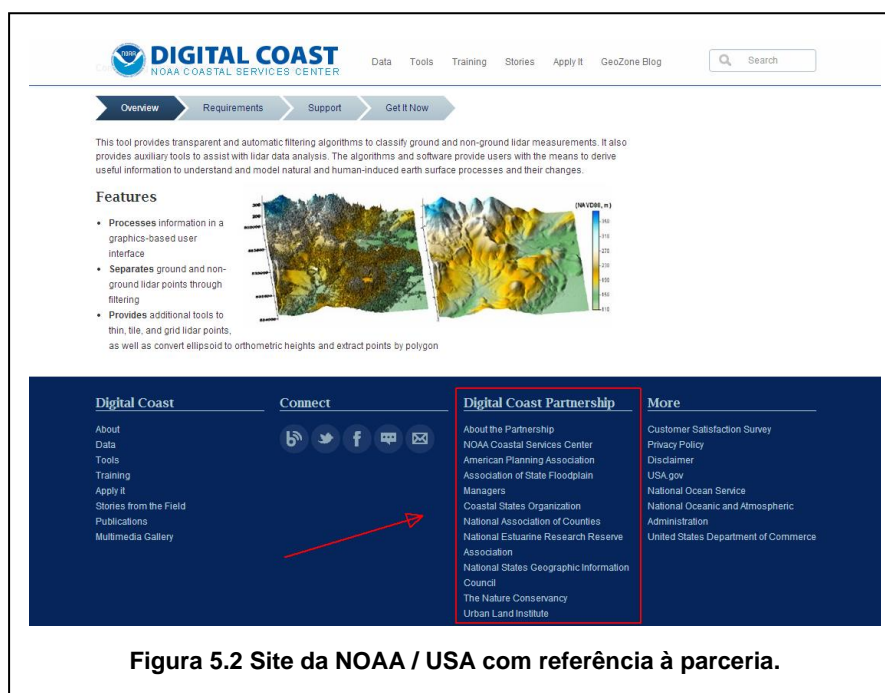 DIGITAL COAST
NOAA COASTAL SERVICES CENTER
Data Tools Training Stories Apply It GeoZone Blog
Search
Overview Requirements Support Get It Now
This tool provides transparent and automatic filtering algorithms to classify ground and non-ground lidar measurements. It also
provides auxiliary tools to assist with lidar data analysis. The algorithms and software provide users with the means to derive
useful information to understand and model natural and human-induced earth surface processes and their changes.
Features
• Processes information in a
graphics-based user
interface
• Separates ground and non-
ground lidar points through
filtering
• Provides additional tools to
thin, tile, and grid lidar points,
as well as convert ellipsoid to orthometric heights and extract points by polygon
(NAVD88, m)
Digital Coast
About
Data
Tools
Training
Apply it
Stories from the Field
Publications
Multimedia Gallery
Connect
Digital Coast Partnership
About the Partnership
NOAA Coastal Services Center
American Planning Association
Association of State Floodplain
Managers
Coastal States Organization
National Association of Counties
National Estuarine Research Reserve
Association
National States Geographic Information
Council
The Nature Conservancy
Urban Land Institute
More
Customer Satisfaction Survey
Privacy Policy
Disclaimer
USA.gov
National Ocean Service
National Oceanic and Atmospheric
Administration
United States Department of Commerce
Figura 5.2 Site da NOAA / USA com referência à parceria.